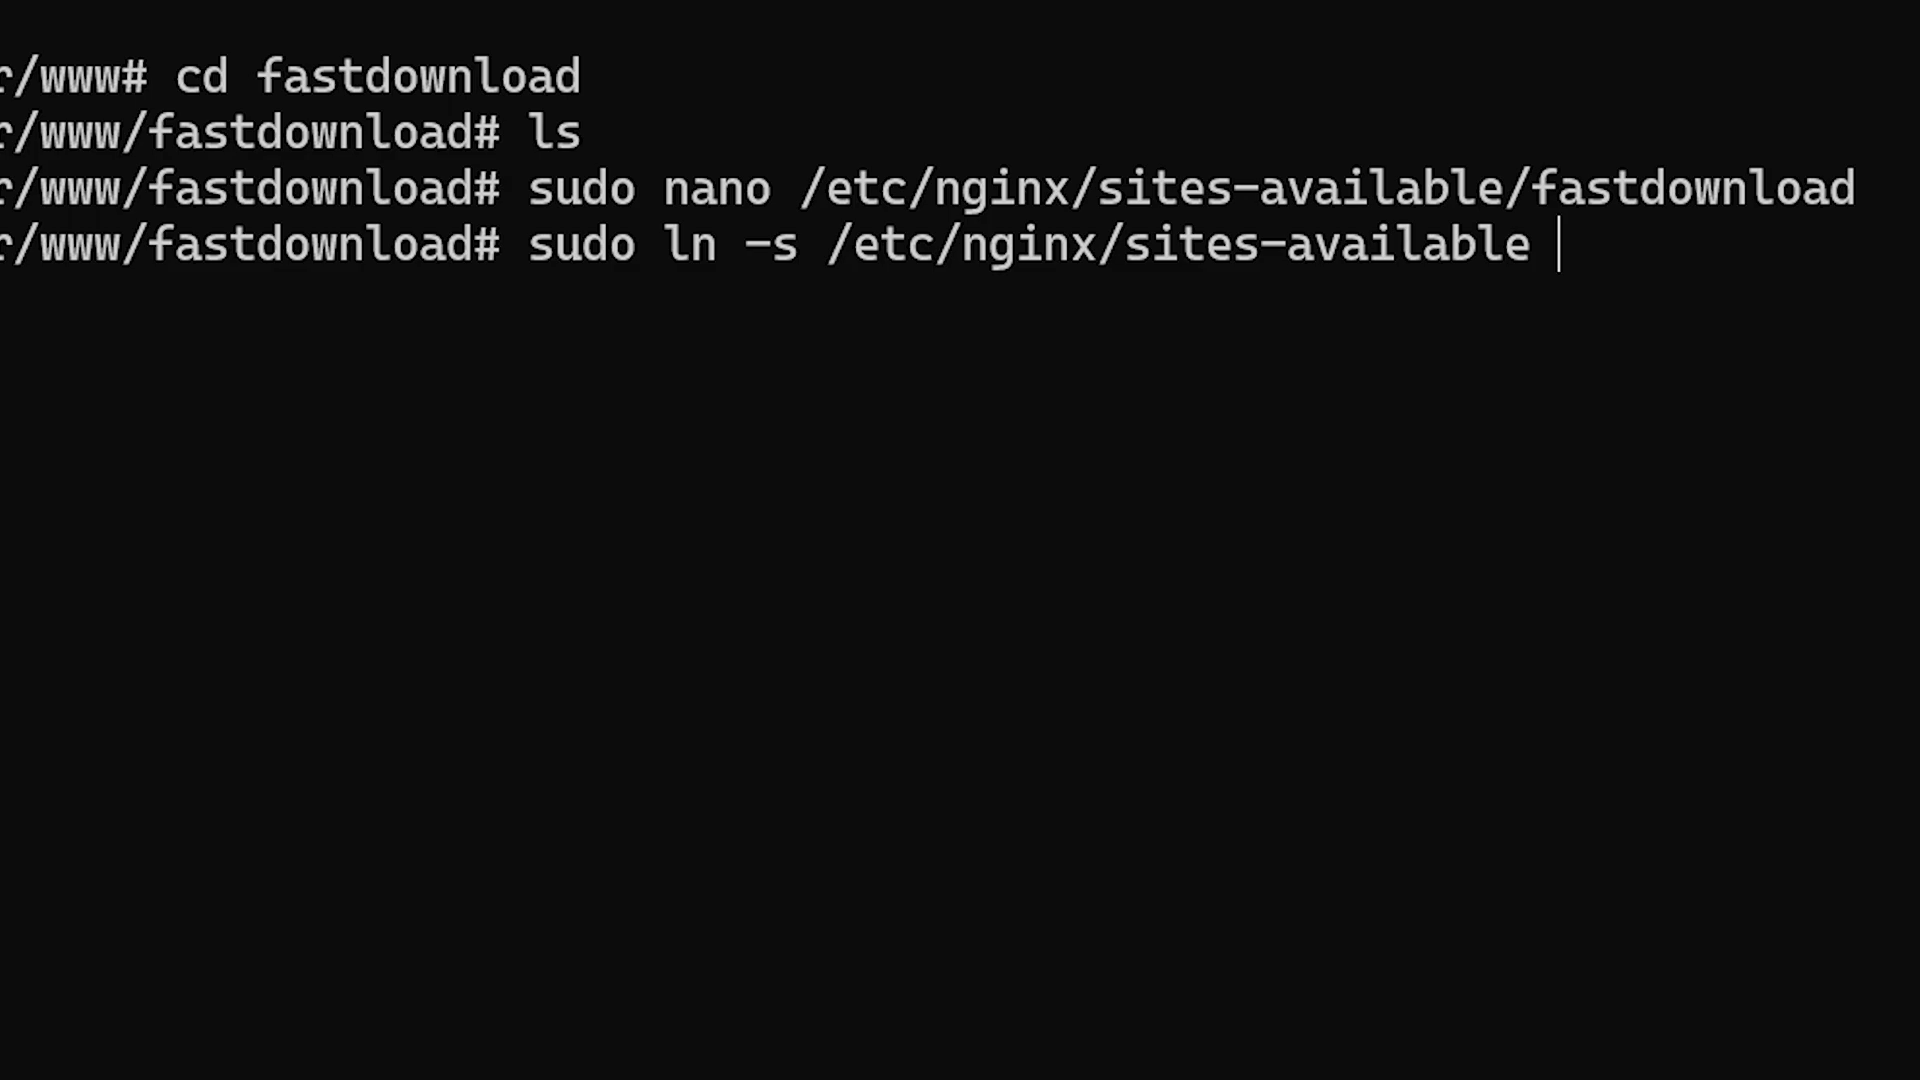 r/www# cd fastdownload
r/www/fastdownload# ls
r/www/fastdownload# sudo nano /etc/nginx/sites-available/fastdownload
r/www/fastdownload# sudo ln -s /etc/nginx/sites-available